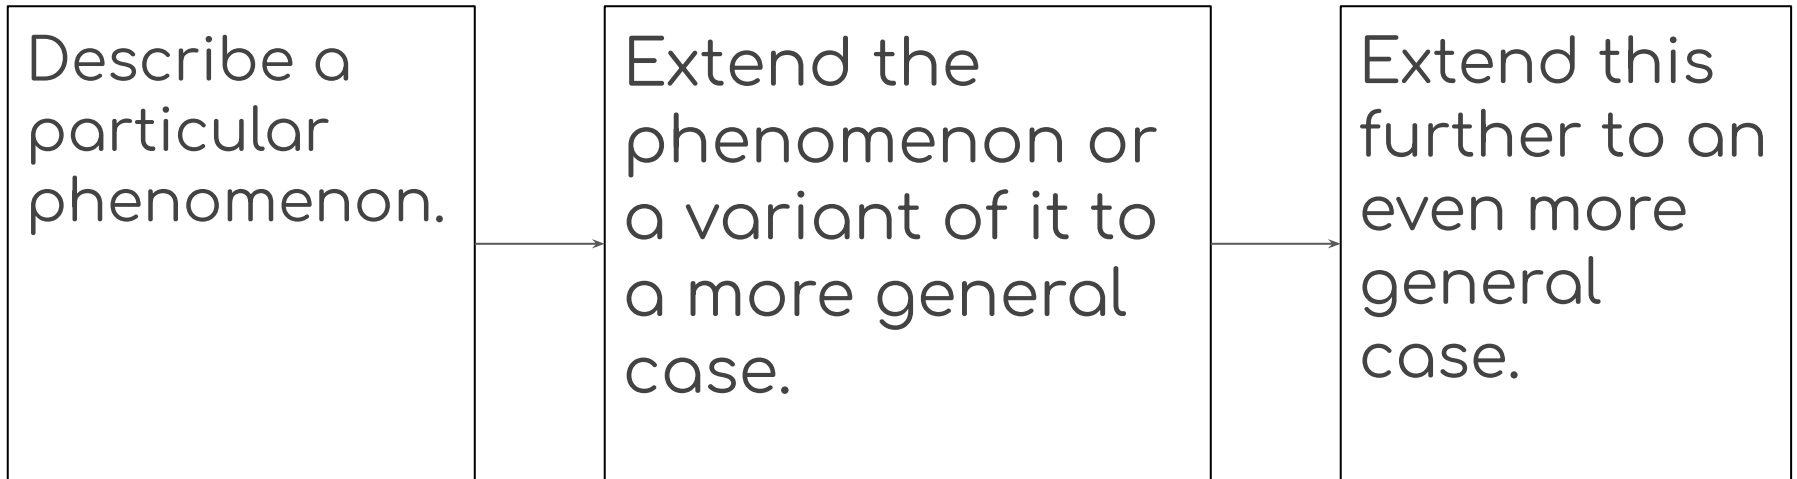 Describe a
particular
phenomenon.
Extend the
phenomenon or
a variant of it to
a more general
case.
Extend this
further to an
even more
general
case.